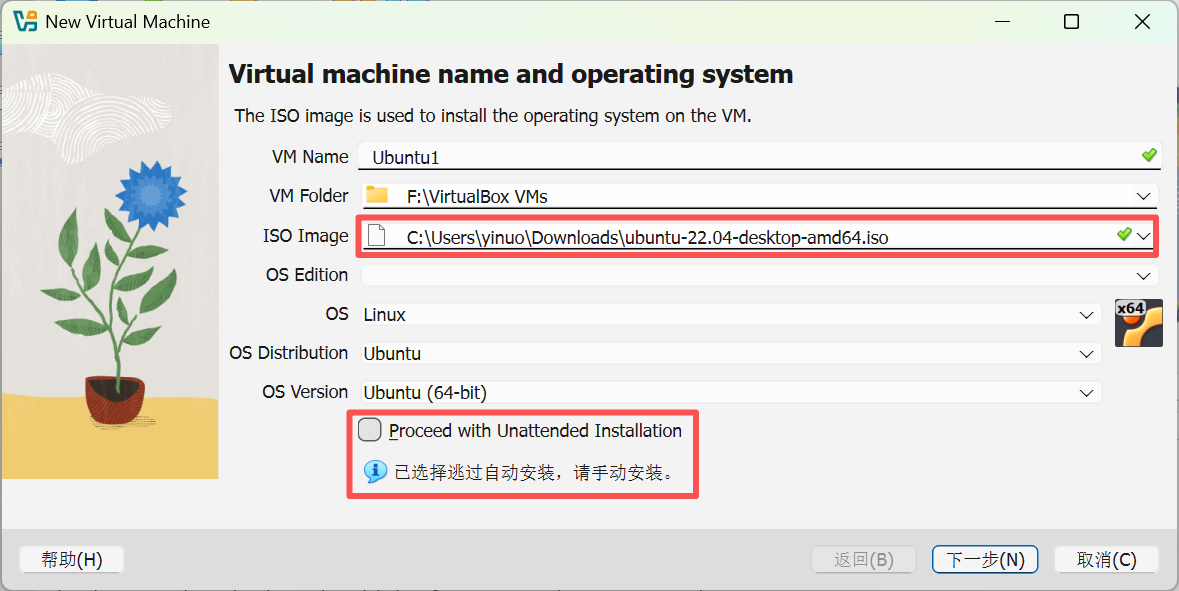 New Virtual Machine
Virtual machine name and operating system
The ISO image is used to install the operating system on the VM.
VM Name Ubuntu1
VM Folder F:\VirtualBox VMs
ISO Image C:\Users\yinuo\Downloads\ubuntu-22.04-desktop-amd64.iso
OS Edition
OS Linux
x64
OS Distribution Ubuntu
OS Version Ubuntu (64-bit)
Proceed with Unattended Installation
已选择逃过自动安装，请手动安装。
帮助(H) 返回(B) 下一步(N) 取消(C)